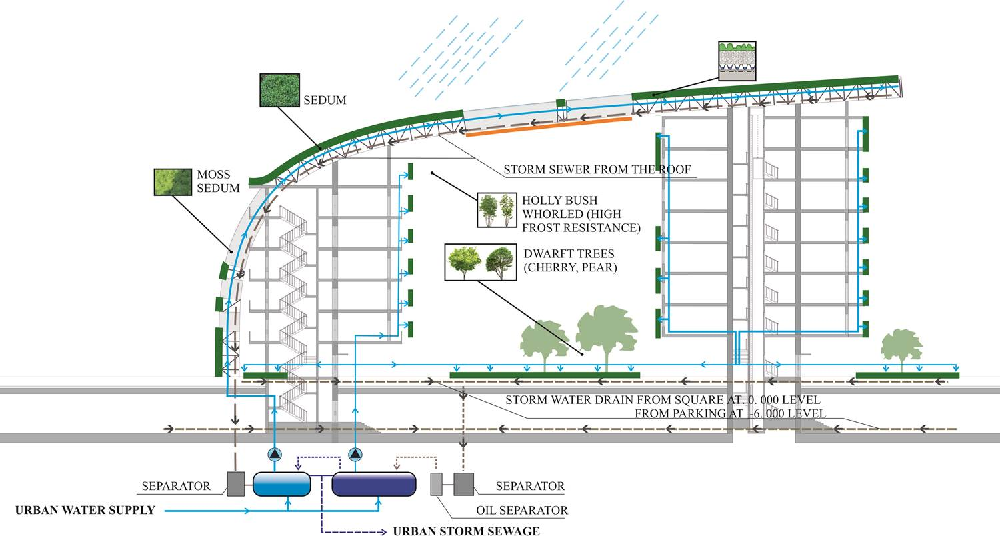 SEDUM
MOSS
SEDUM
STORM SEWER FROM THE ROOF
HOLLY BUSH
WHORLED (HIGH
FROST RESISTANCE)
DWARFT TREES
(CHERRY, PEAR)
STORM WATER DRAIN FROM SQUARE AT. 0. 000 LEVEL
FROM PARKING AT -6. 000 LEVEL
SEPARATOR
SEPARATOR
URBAN WATER SUPPLY
OIL SEPARATOR
URBAN STORM SEWAGE